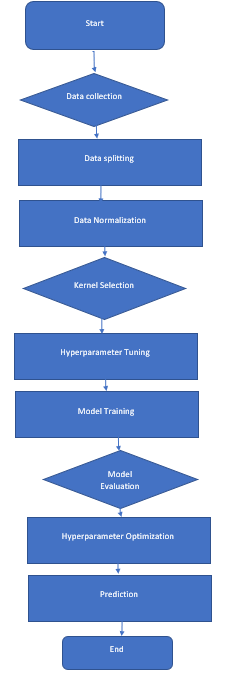 Start
Data collection
Data splitting
Data Normalization
Kernel Selection
Hyperparameter Tuning
Model Training
Model
Evaluation
Hyperparameter Optimization
Prediction
End